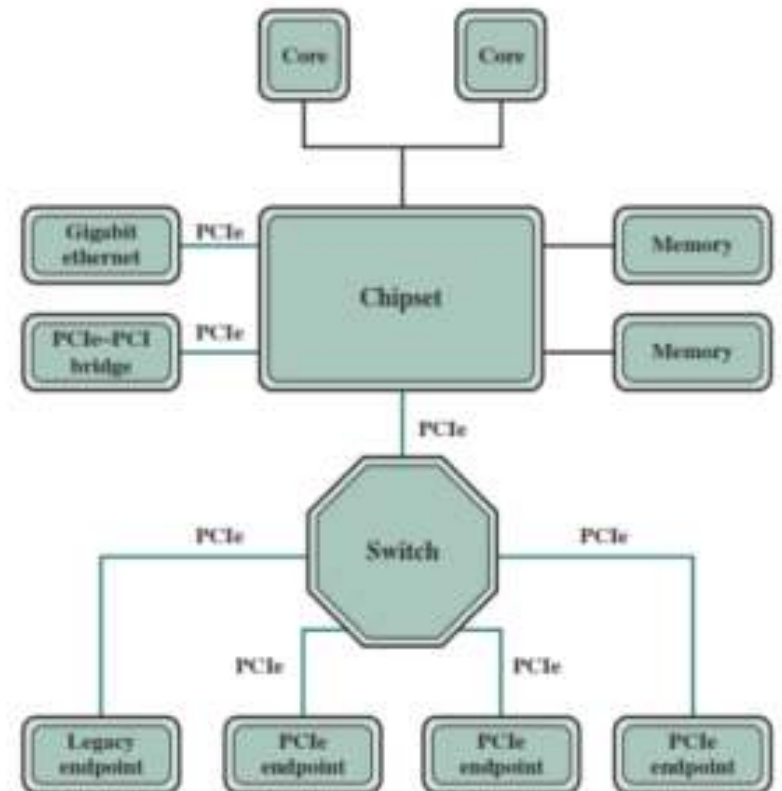 Core
Core
Gigabit
ethernet
PCIe
Chipset
Memory
PCIe–PCI
bridge
PCIe
Memory
PCIe
PCIe
Switch
PCIe
PCIe
PCIe
Legacy
endpoint
PCIe
endpoint
PCIe
endpoint
PCIe
endpoint